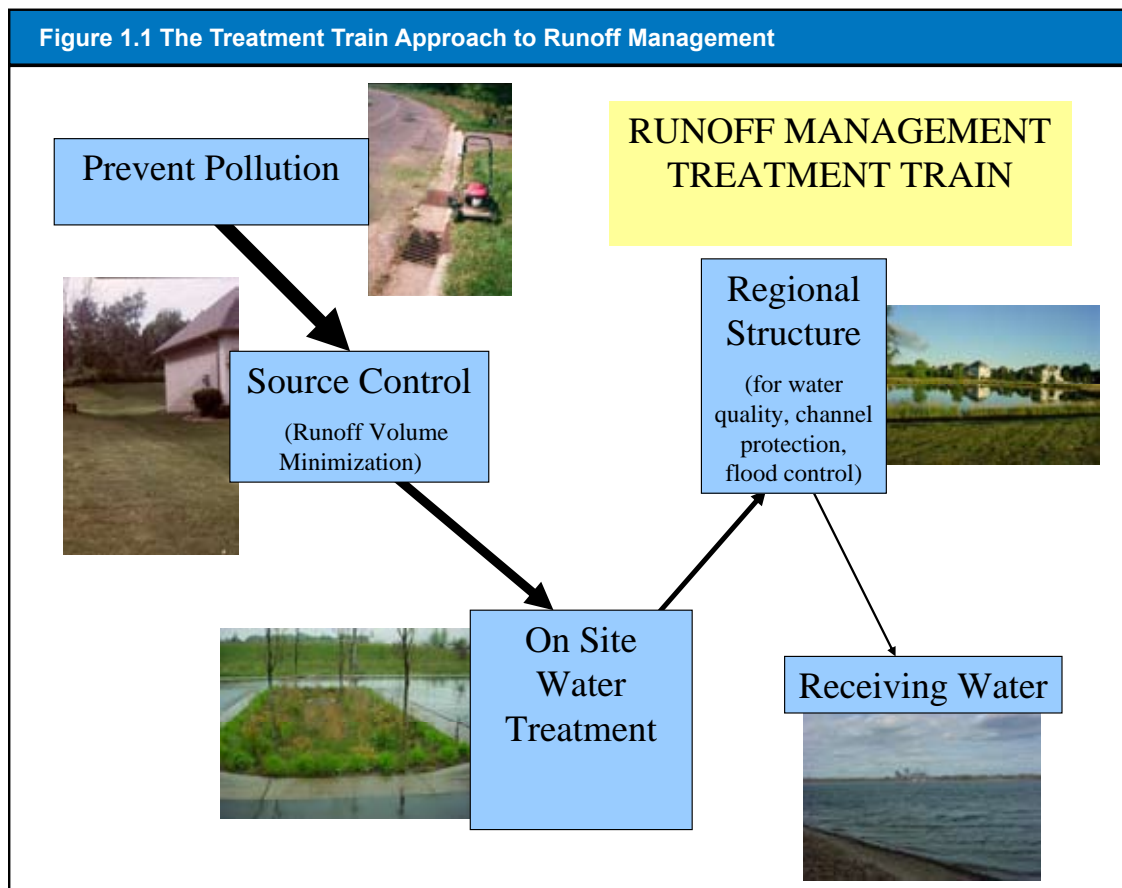 Figure 1.1 The Treatment Train Approach to Runoff Management
Prevent Pollution
RUNOFF MANAGEMENT
TREATMENT TRAIN
Source Control
(Runoff Volume
Minimization)
On Site
Water
Treatment
Regional
Structure
(for water
quality, channel
protection,
flood control)
Receiving Water